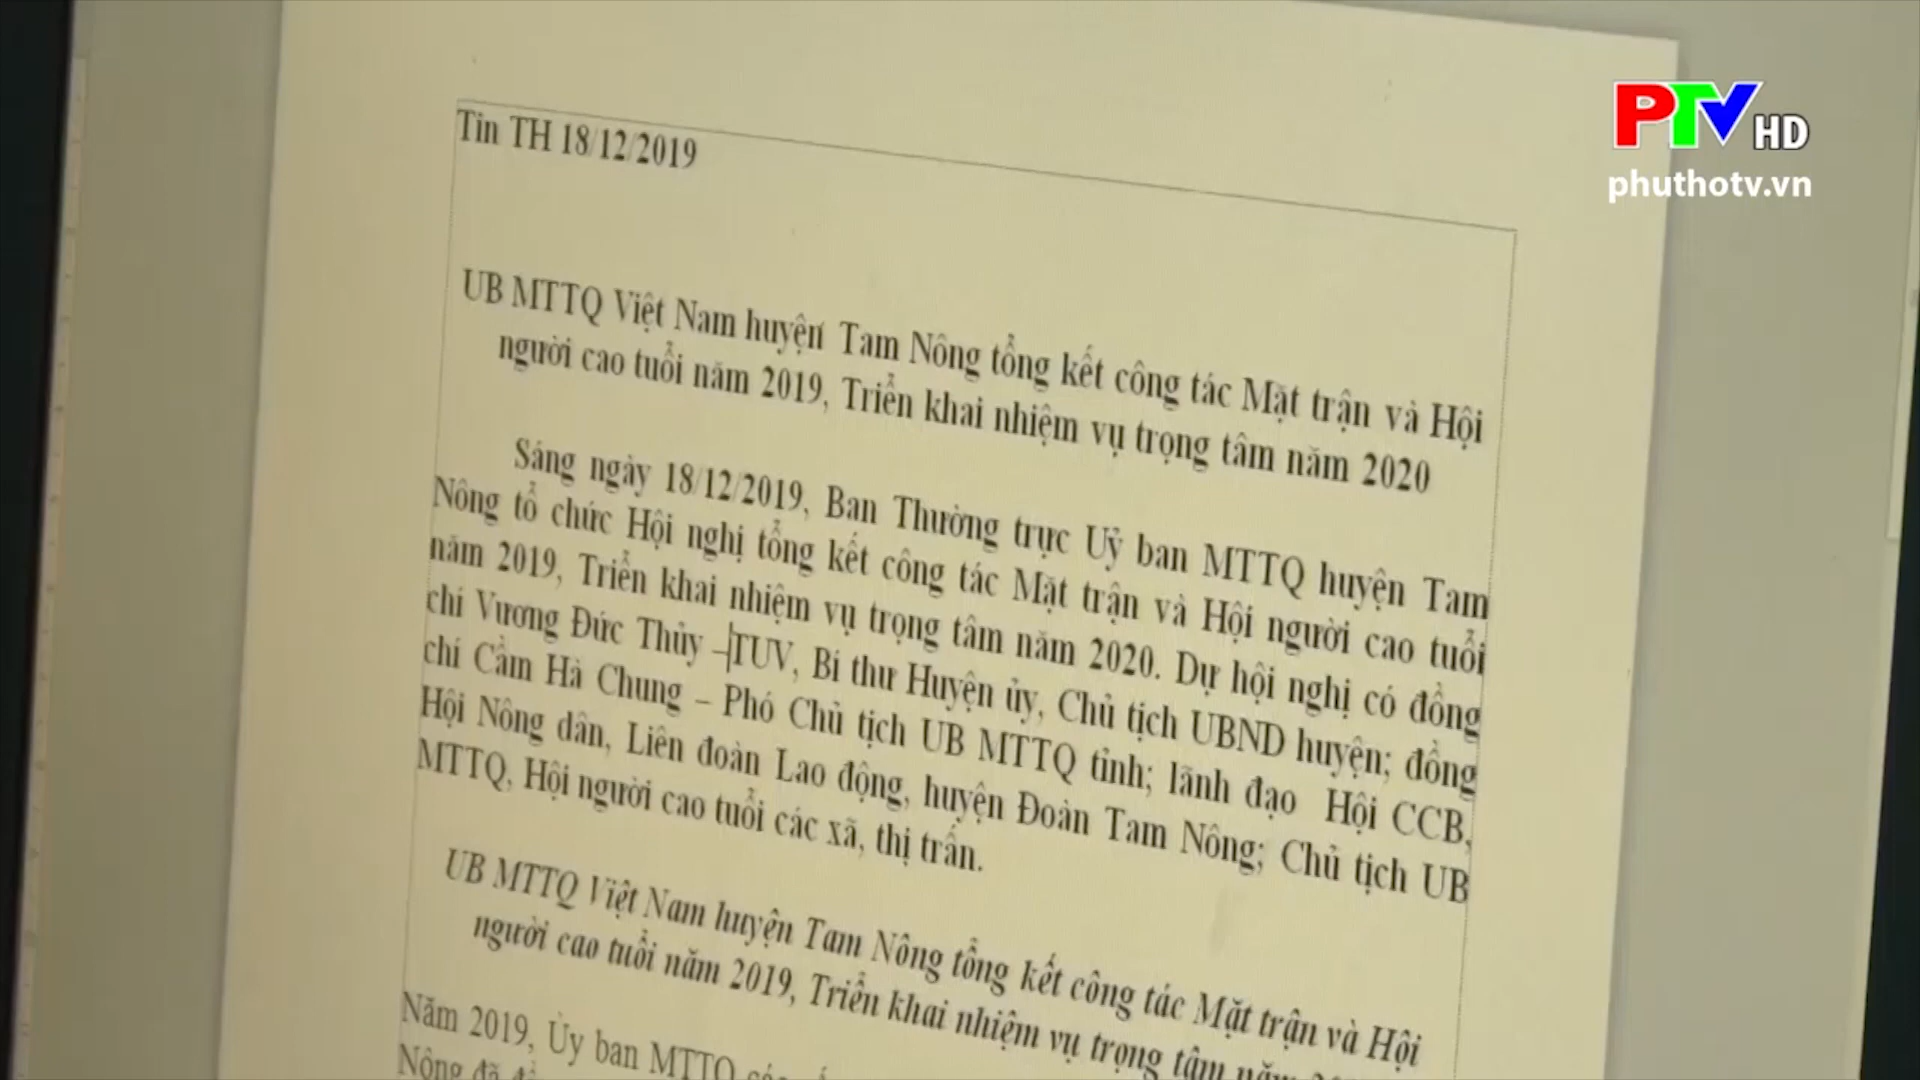 PTV HD
phuthotv.vn
Tin TH 18/12/2019
UB MTTQ Việt Nam huyện Tam Nông tổng kết công tác Mặt trận và Hội
người cao tuổi năm 2019, Triển khai nhiệm vụ trọng tâm năm 2020
Sáng ngày 18/12/2019, Ban Thường trực Uỷ ban MTTQ huyện Tam
Nông tổ chức Hội nghị tổng kết công tác Mặt trận và Hội người cao tuổi
năm 2019, Triển khai nhiệm vụ trọng tâm năm 2020. Dự hội nghị có đồng
chí Vương Đức Thủy –TUV, Bí thư Huyện ủy, Chủ tịch UBND huyện; đồng
chí Cầm Hà Chung – Phó Chủ tịch UB MTTQ tỉnh; lãnh đạo Hội CCB,
Hội Nông dân, Liên đoàn Lao động, huyện Đoàn Tam Nông; Chủ tịch UB
MTTQ, Hội người cao tuổi các xã, thị trấn.
UB MTTQ Việt Nam huyện Tam Nông tổng kết công tác Mặt trận và Hội
người cao tuổi năm 2019, Triển khai nhiệm vụ trọng tâm năm
Năm 2019, Ủy ban MTTQ
Nông đã